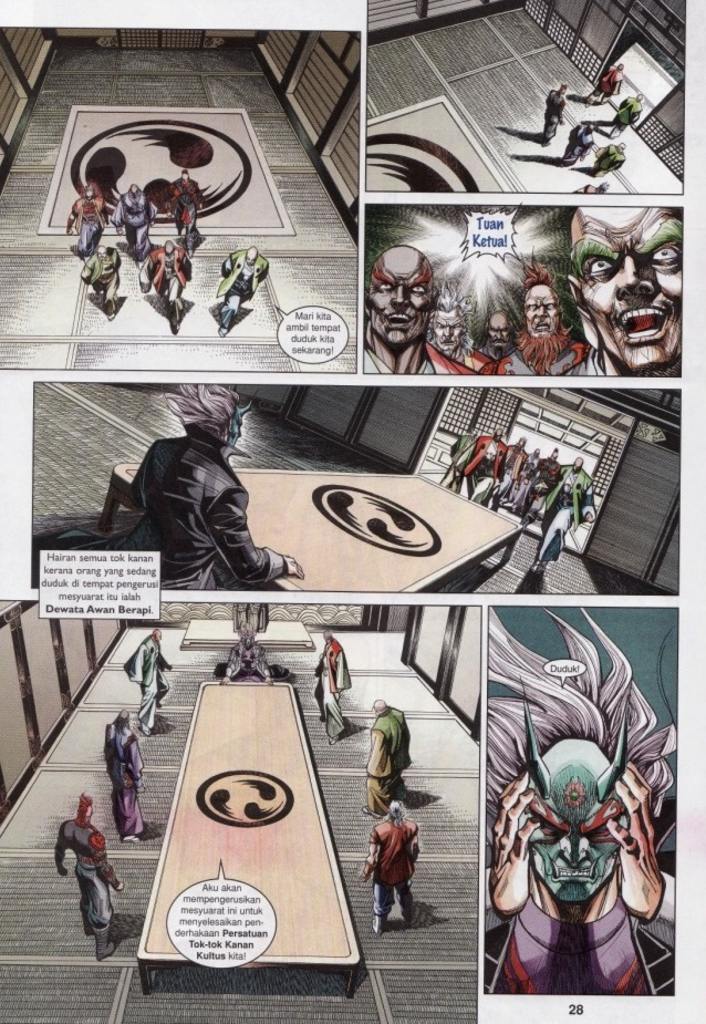 Mari kita
ambil tempat
duduk kita
sekarang!
Tuan
Ketua!
Hairan semua tok kanan
kerana orang yang sedang
duduk di tempat pengerusi
mesyuarat itu ialah
Dewata Awan Berapi.
Aku akan
mempengerusikan
mesyuarat ini untuk
menyelesaikan pen-
derhakaan Persatuan
Tok-tok Kanan
Kultus kita!
Duduk!
28